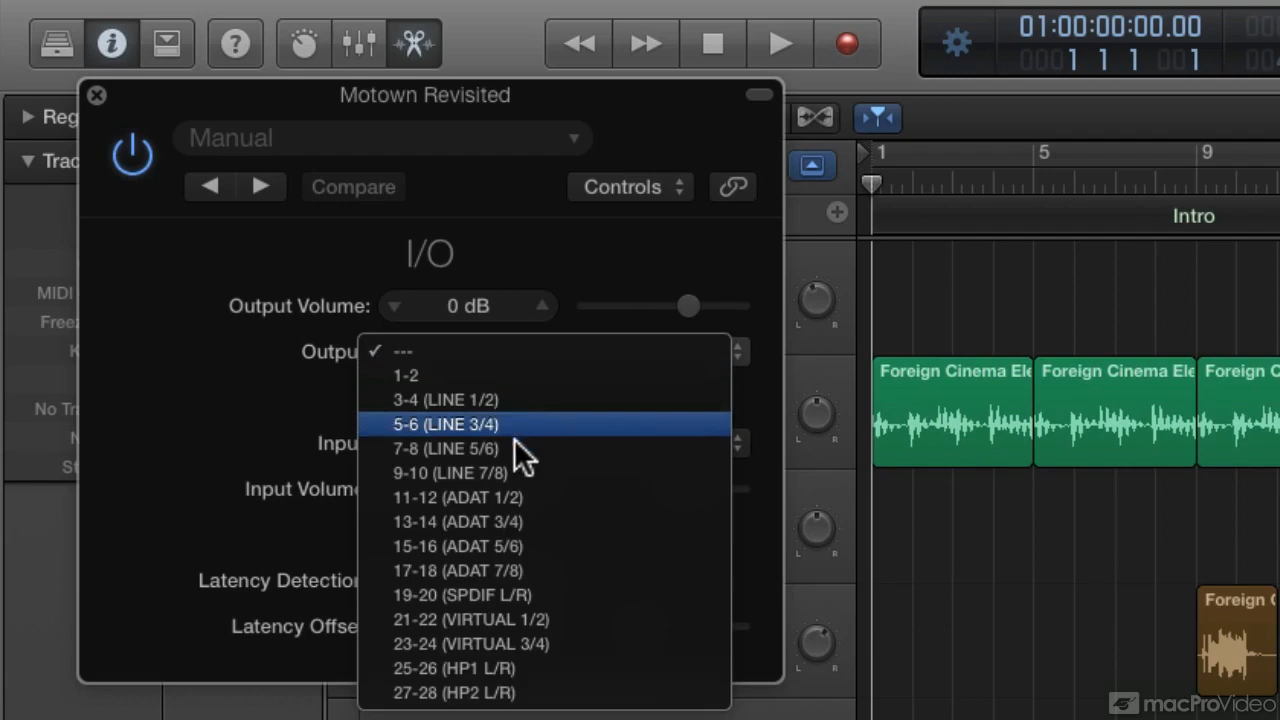 01:00:00:00.00
0001 1 1 001
Motown Revisited
Reg
Manual
Trac
1 5 9
Compare
Controls
Intro
I/O
MIDI
Output Volume: 0 dB
Freez
Outpu
✓ ---
1-2
Foreign Cinema Ele
Foreign Cinema Ele
Foreign C
3-4 (LINE 1/2)
No Tra
5-6 (LINE 3/4)
Inpu
7-8 (LINE 5/6)
St
9-10 (LINE 7/8)
Input Volum
11-12 (ADAT 1/2)
13-14 (ADAT 3/4)
15-16 (ADAT 5/6)
17-18 (ADAT 7/8)
Latency Detection
19-20 (SPDIF L/R)
Foreign C
21-22 (VIRTUAL 1/2)
Latency Offse
23-24 (VIRTUAL 3/4)
25-26 (HP1 L/R)
27-28 (HP2 L/R)
L R
L R
L R
L R
macProVideo